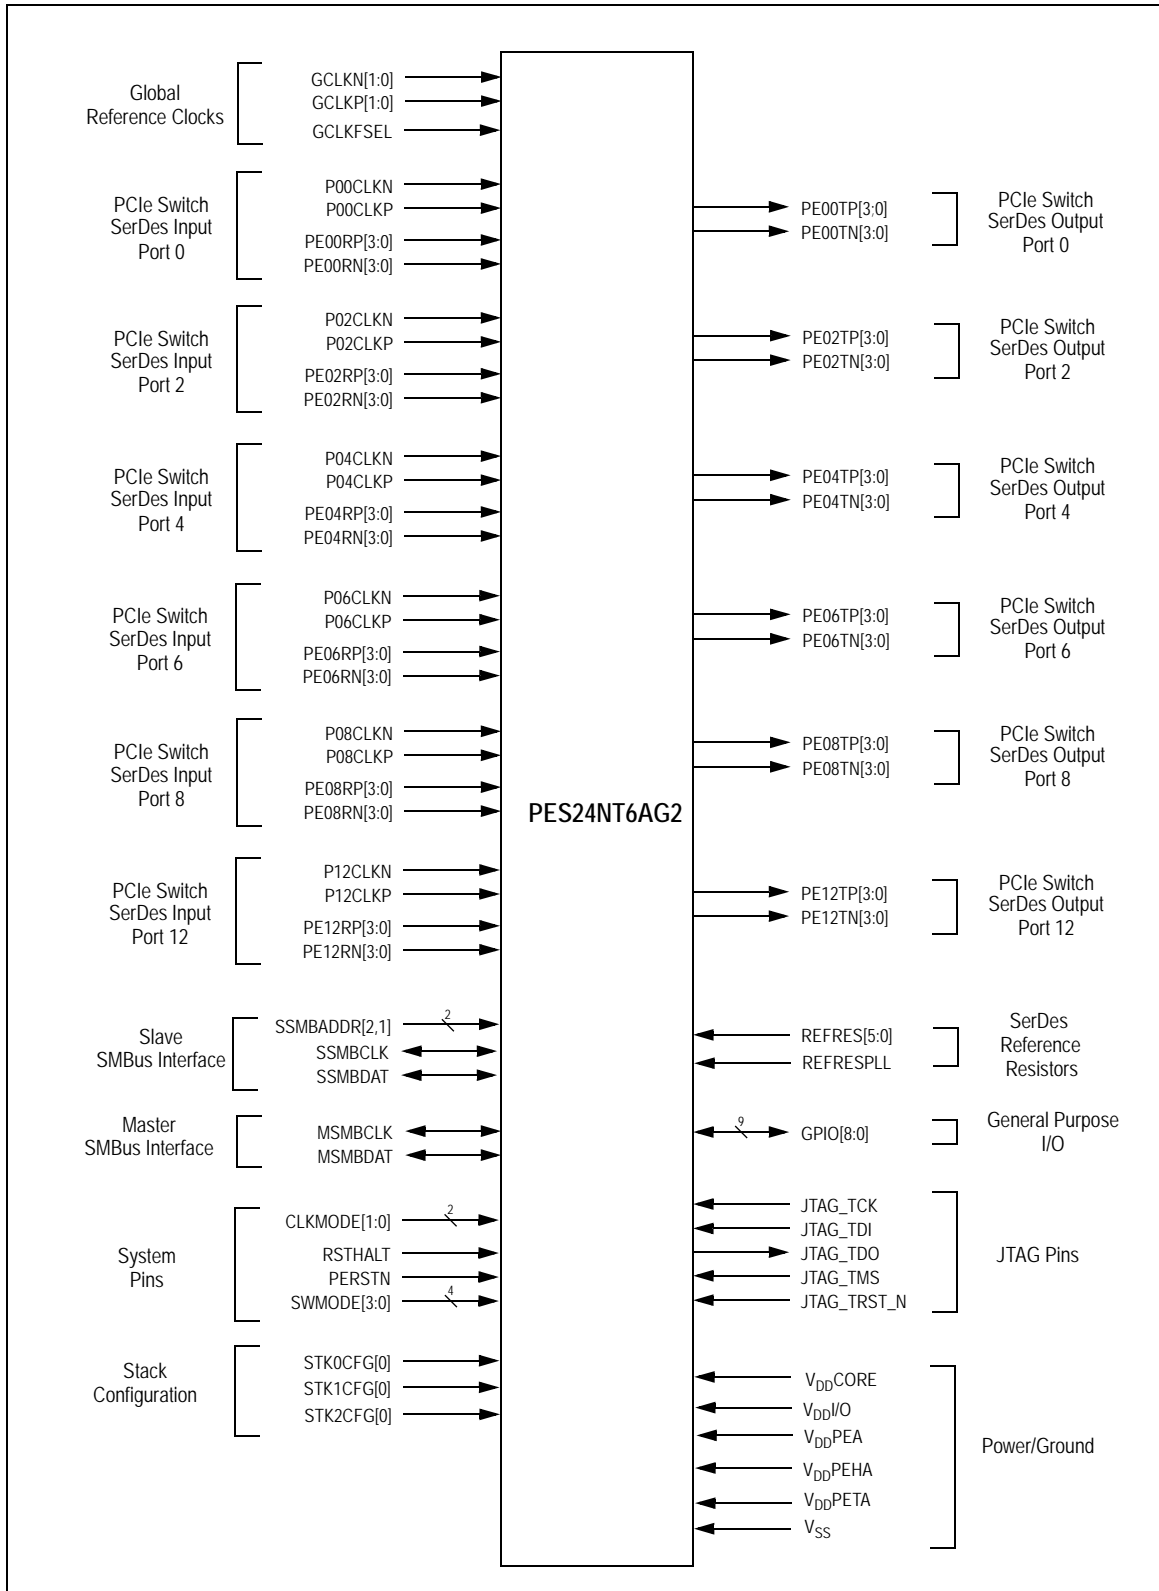 Global
Reference Clocks
GCLKN[1:0]
GCLKP[1:0]
GCLKFSEL
PCIe Switch
SerDes Input
Port 0
P00CLKN
P00CLKP
PE00RP[3:0]
PE00RN[3:0]
PCIe Switch
SerDes Input
Port 2
P02CLKN
P02CLKP
PE02RP[3:0]
PE02RN[3:0]
PCIe Switch
SerDes Input
Port 4
P04CLKN
P04CLKP
PE04RP[3:0]
PE04RN[3:0]
PCIe Switch
SerDes Input
Port 6
P06CLKN
P06CLKP
PE06RP[3:0]
PE06RN[3:0]
PCIe Switch
SerDes Input
Port 8
P08CLKN
P08CLKP
PE08RP[3:0]
PE08RN[3:0]
PCIe Switch
SerDes Input
Port 12
P12CLKN
P12CLKP
PE12RP[3:0]
PE12RN[3:0]
Slave
SMBus Interface
SSMBADDR[2,1]
2
SSMBCLK
SSMBDAT
Master
SMBus Interface
MSMBCLK
MSMBDAT
System
Pins
CLKMODE[1:0]
2
RSTHALT
PERSTN
SWMODE[3:0]
4
Stack
Configuration
STK0CFG[0]
STK1CFG[0]
STK2CFG[0]
PES24NT6AG2
PE00TP[3;0]
PE00TN[3:0]
PCIe Switch
SerDes Output
Port 0
PE02TP[3:0]
PE02TN[3:0]
PCIe Switch
SerDes Output
Port 2
PE04TP[3:0]
PE04TN[3:0]
PCIe Switch
SerDes Output
Port 4
PE06TP[3:0]
PE06TN[3:0]
PCIe Switch
SerDes Output
Port 6
PE08TP[3:0]
PE08TN[3:0]
PCIe Switch
SerDes Output
Port 8
PE12TP[3:0]
PE12TN[3:0]
PCIe Switch
SerDes Output
Port 12
REFRES[5:0]
REFRESPLL
SerDes
Reference
Resistors
9
GPIO[8:0]
General Purpose
I/O
JTAG_TCK
JTAG_TDI
JTAG_TDO
JTAG_TMS
JTAG_TRST_N
JTAG Pins
VDDCORE
VDDI/O
VDDPEA
VDDPEHA
VDDPETA
VSS
Power/Ground